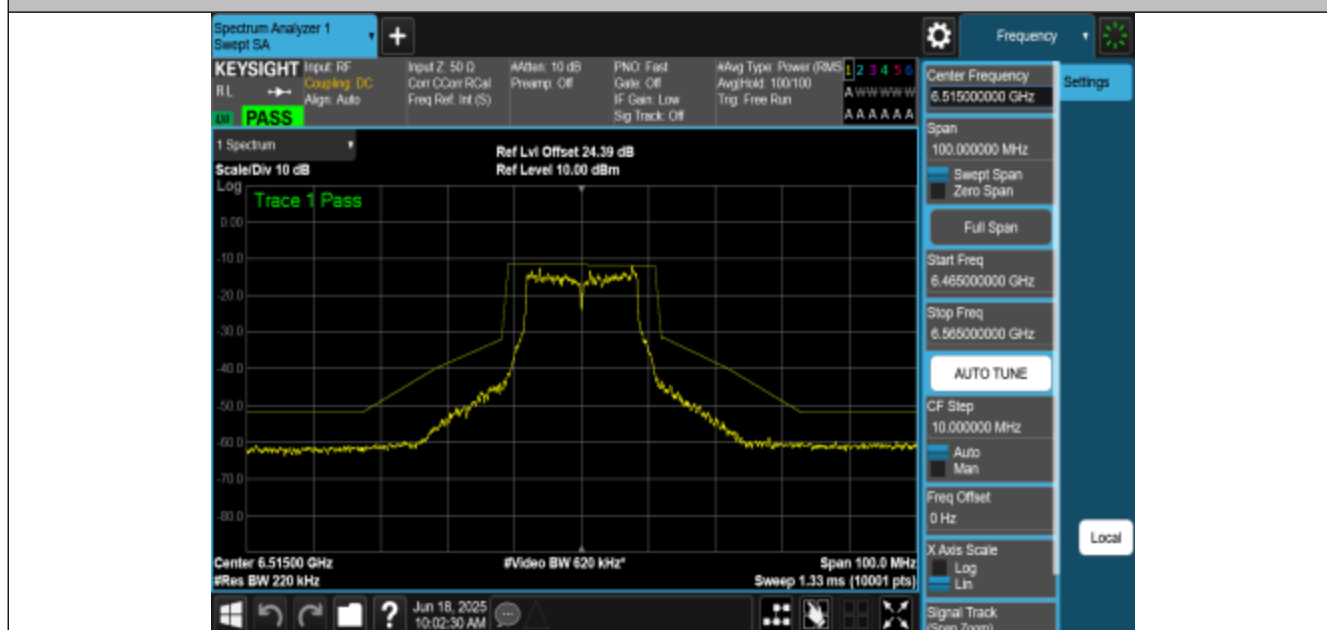 Spectrum Analyzer 1
Swept SA
+
Frequency
KEYSIGHT
RL
PASS
Input: RF
Coupling: DC
Align: Auto
Input Z: 50 Ω
Corr CCorr RCal
Freq Ref: Int (S)
#Atten: 10 dB
Preamp: Off
PNO: Fast
Gate: Off
IF Gain: Low
Sig Track: Off
#Avg Type: Power (RMS
Avg|Hold: 100/100
Trig: Free Run
1 2 3 4 5 6
A W W W W W
A A A A A A
Center Frequency
6.515000000 GHz
Settings
Span
100.000000 MHz
Swept Span
Zero Span
Full Span
Start Freq
6.465000000 GHz
Stop Freq
6.565000000 GHz
AUTO TUNE
CF Step
10.000000 MHz
Auto
Man
Freq Offset
0 Hz
X Axis Scale
Log
Lin
Signal Track
(Span Zoom)
Local
1 Spectrum
Scale/Div 10 dB
Ref Lvl Offset 24.39 dB
Ref Level 10.00 dBm
Log
Trace 1 Pass
0.00
-10.0
-20.0
-30.0
-40.0
-50.0
-60.0
-70.0
-80.0
Center 6.51500 GHz
#Video BW 620 kHz*
Span 100.0 MHz
#Res BW 220 kHz
Sweep 1.33 ms (10001 pts)
?
Jun 18, 2025
10:02:30 AM